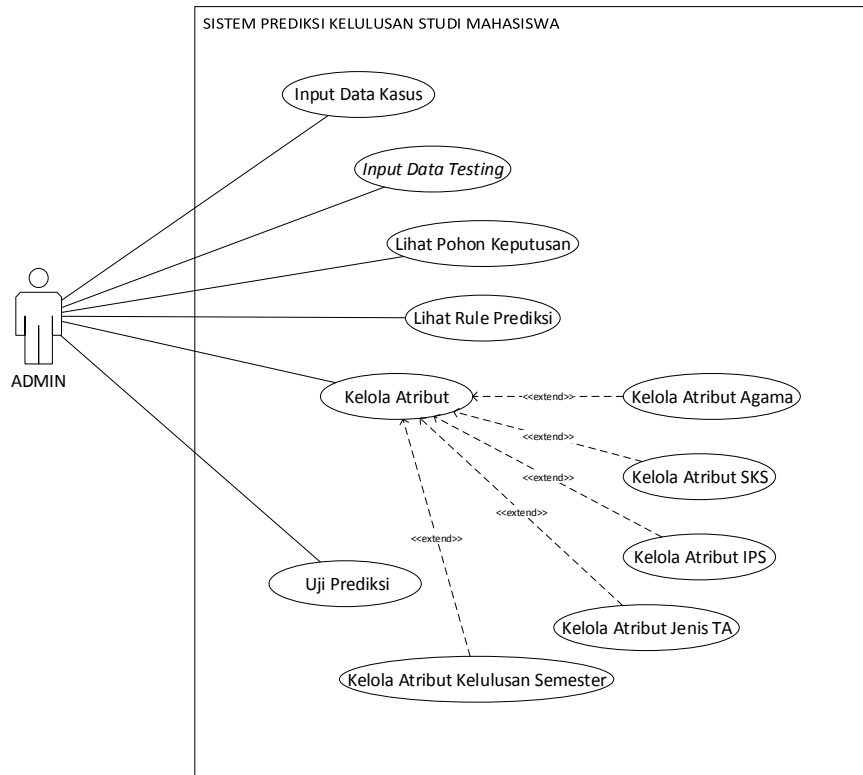 SISTEM PREDIKSI KELULUSAN STUDI MAHASISWA
Input Data Kasus
Input Data Testing
Lihat Pohon Keputusan
Lihat Rule Prediksi
ADMIN
Kelola Atribut
<<extend>>
Kelola Atribut Agama
<<extend>>
Kelola Atribut SKS
<<extend>>
<<extend>>
<<extend>>
Kelola Atribut IPS
Uji Prediksi
Kelola Atribut Jenis TA
Kelola Atribut Kelulusan Semester